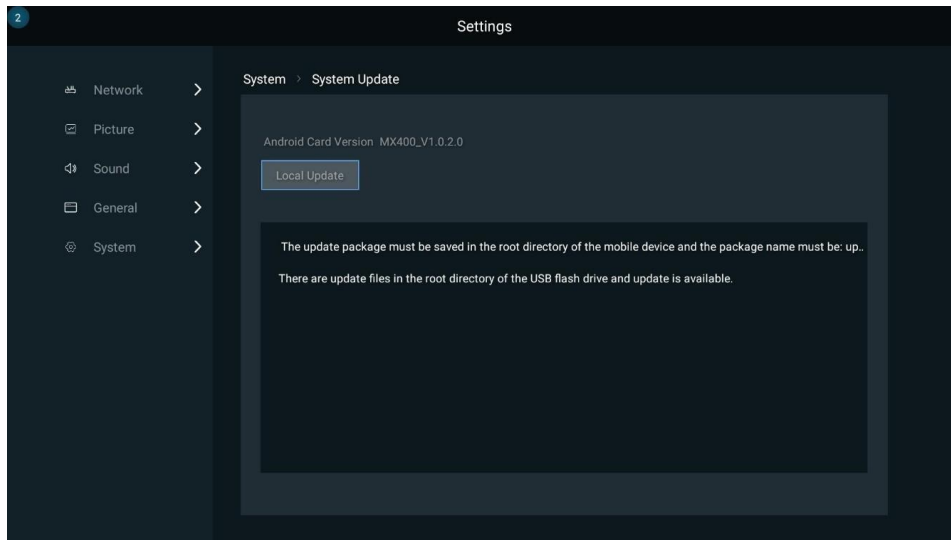 2
Settings
Network
Picture
Sound
General
System
System > System Update
Android Card Version MX400_V1.0.2.0
Local Update
The update package must be saved in the root directory of the mobile device and the package name must be: up..
There are update files in the root directory of the USB flash drive and update is available.